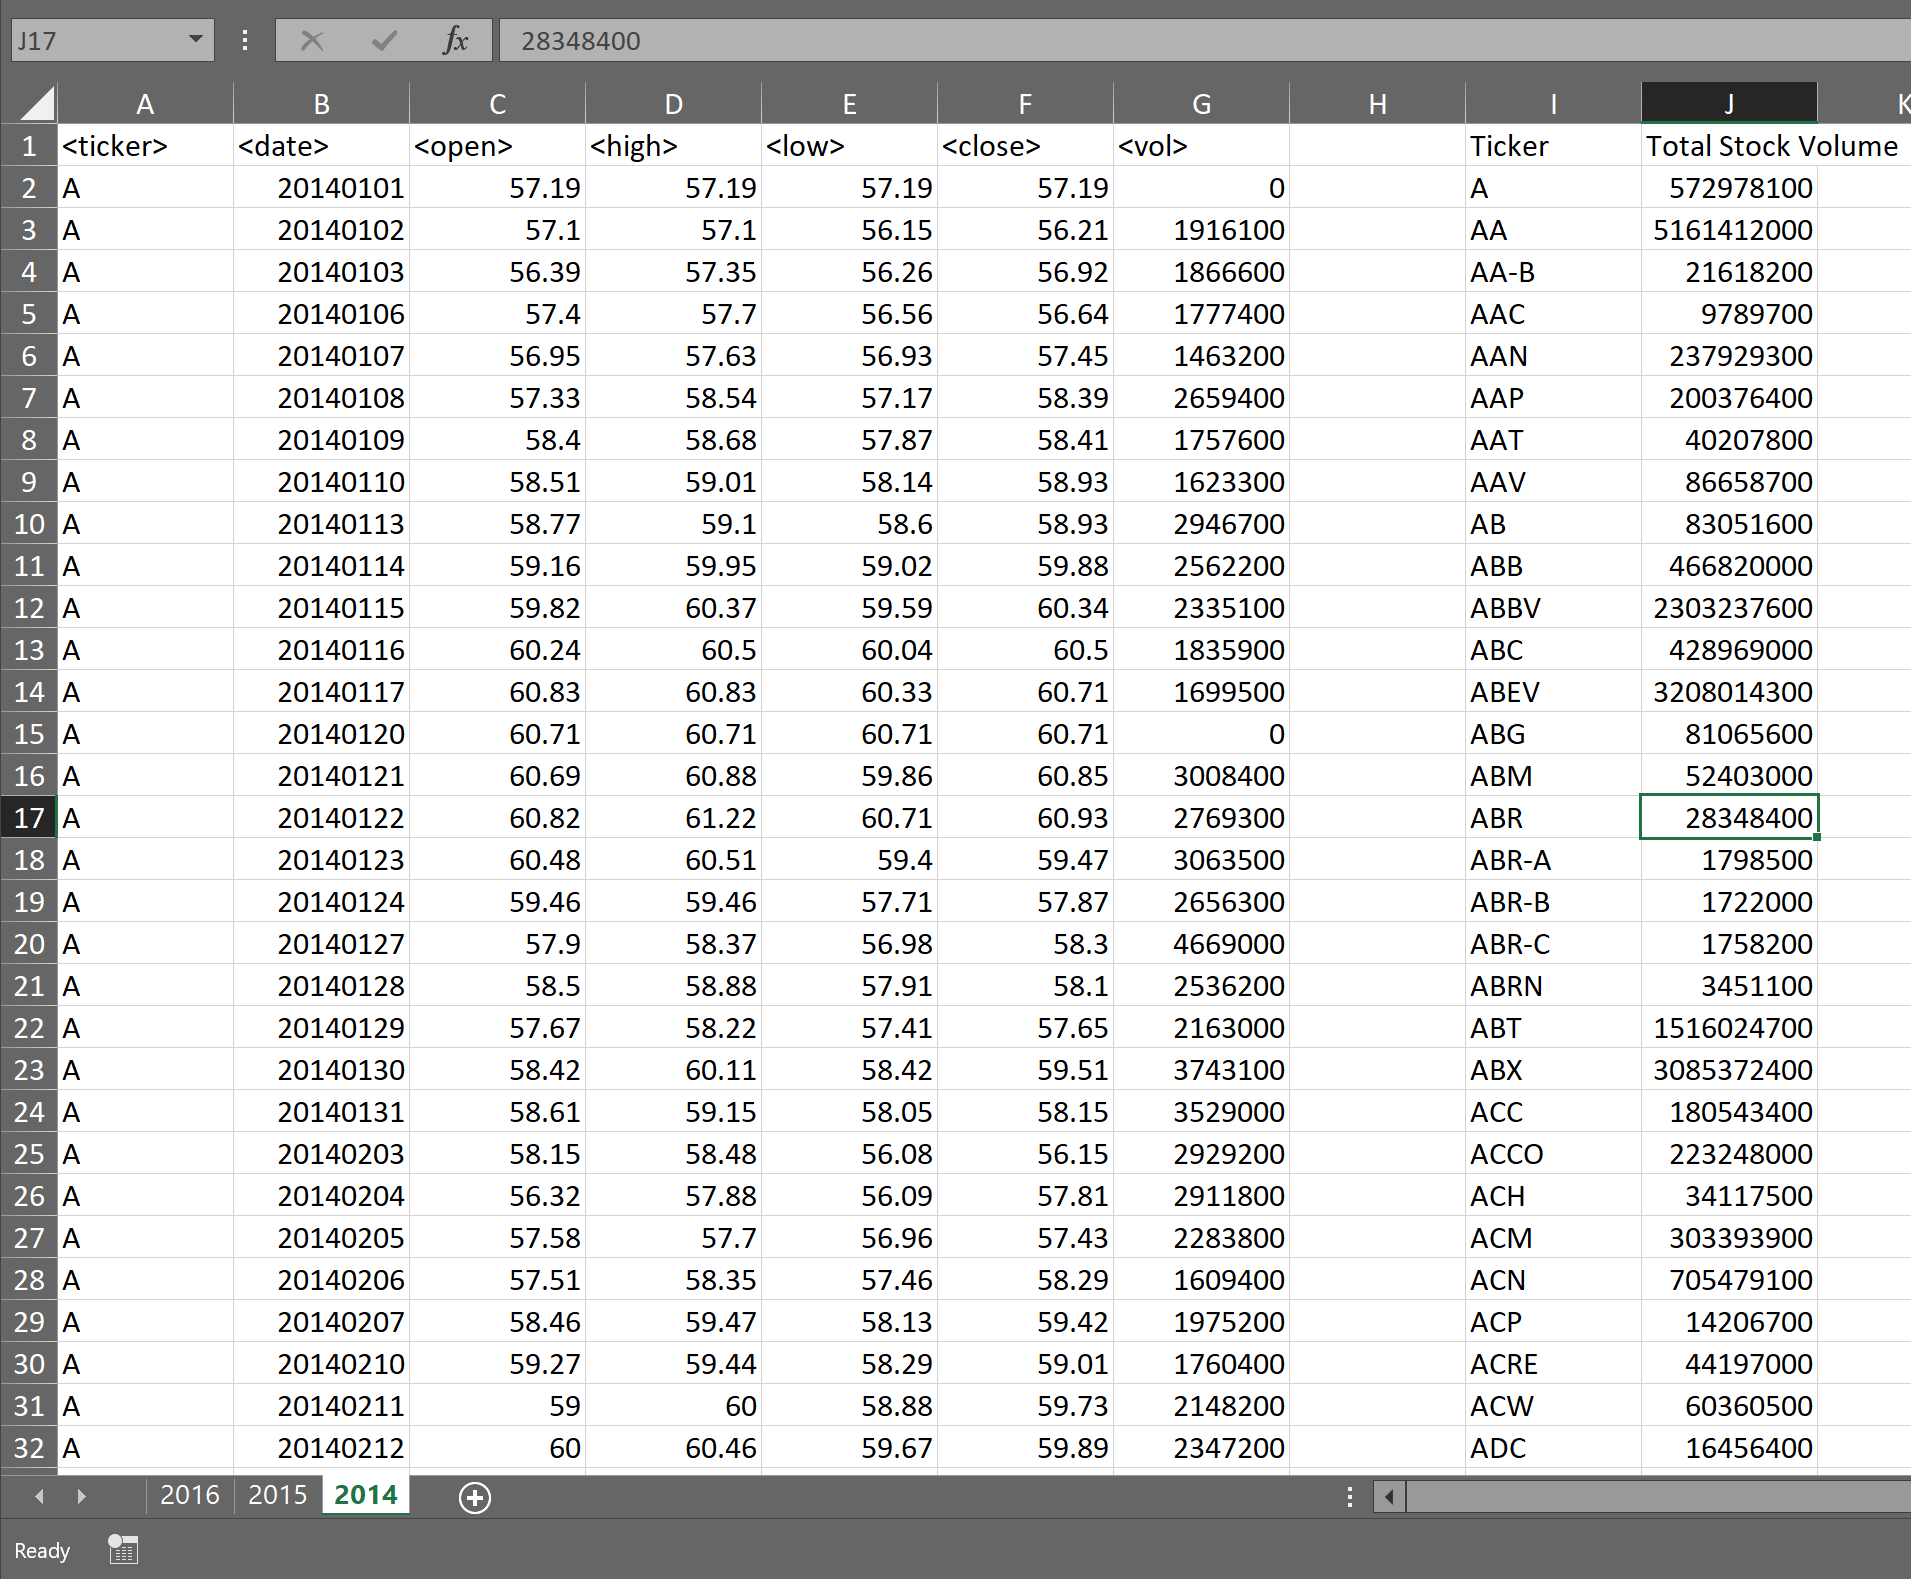 J17 fx 28348400
A B C D E F G H I J K
1 <ticker> <date> <open> <high> <low> <close> <vol> Ticker Total Stock Volume
2 A 20140101 57.19 57.19 57.19 57.19 0 A 572978100
3 A 20140102 57.1 57.1 56.15 56.21 1916100 AA 5161412000
4 A 20140103 56.39 57.35 56.26 56.92 1866600 AA-B 21618200
5 A 20140106 57.4 57.7 56.56 56.64 1777400 AAC 9789700
6 A 20140107 56.95 57.63 56.93 57.45 1463200 AAN 237929300
7 A 20140108 57.33 58.54 57.17 58.39 2659400 AAP 200376400
8 A 20140109 58.4 58.68 57.87 58.41 1757600 AAT 40207800
9 A 20140110 58.51 59.01 58.14 58.93 1623300 AAV 86658700
10 A 20140113 58.77 59.1 58.6 58.93 2946700 AB 83051600
11 A 20140114 59.16 59.95 59.02 59.88 2562200 ABB 466820000
12 A 20140115 59.82 60.37 59.59 60.34 2335100 ABBV 2303237600
13 A 20140116 60.24 60.5 60.04 60.5 1835900 ABC 428969000
14 A 20140117 60.83 60.83 60.33 60.71 1699500 ABEV 3208014300
15 A 20140120 60.71 60.71 60.71 60.71 0 ABG 81065600
16 A 20140121 60.69 60.88 59.86 60.85 3008400 ABM 52403000
17 A 20140122 60.82 61.22 60.71 60.93 2769300 ABR 28348400
18 A 20140123 60.48 60.51 59.4 59.47 3063500 ABR-A 1798500
19 A 20140124 59.46 59.46 57.71 57.87 2656300 ABR-B 1722000
20 A 20140127 57.9 58.37 56.98 58.3 4669000 ABR-C 1758200
21 A 20140128 58.5 58.88 57.91 58.1 2536200 ABRN 3451100
22 A 20140129 57.67 58.22 57.41 57.65 2163000 ABT 1516024700
23 A 20140130 58.42 60.11 58.42 59.51 3743100 ABX 3085372400
24 A 20140131 58.61 59.15 58.05 58.15 3529000 ACC 180543400
25 A 20140203 58.15 58.48 56.08 56.15 2929200 ACCO 223248000
26 A 20140204 56.32 57.88 56.09 57.81 2911800 ACH 34117500
27 A 20140205 57.58 57.7 56.96 57.43 2283800 ACM 303393900
28 A 20140206 57.51 58.35 57.46 58.29 1609400 ACN 705479100
29 A 20140207 58.46 59.47 58.13 59.42 1975200 ACP 14206700
30 A 20140210 59.27 59.44 58.29 59.01 1760400 ACRE 44197000
31 A 20140211 59 60 58.88 59.73 2148200 ACW 60360500
32 A 20140212 60 60.46 59.67 59.89 2347200 ADC 16456400
2016 2015 2014
Ready